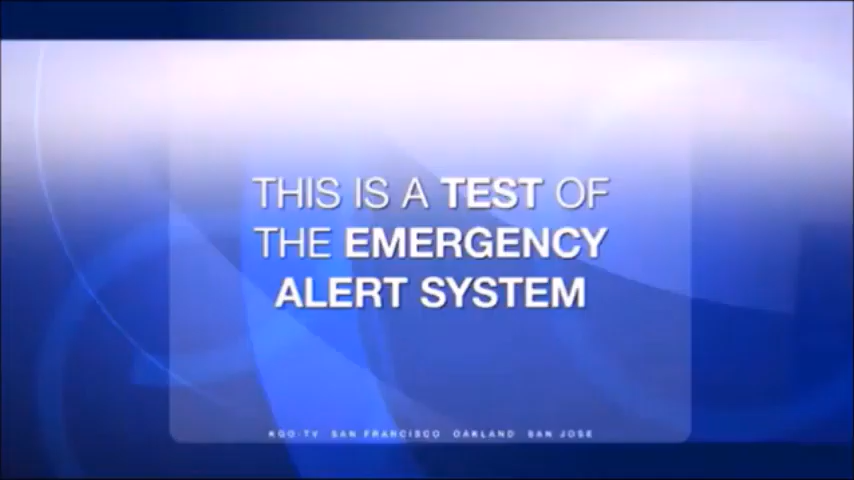 THIS IS A TEST OF
THE EMERGENCY
ALERT SYSTEM
KGO-TV SAN FRANCISCO OAKLAND SAN JOSE